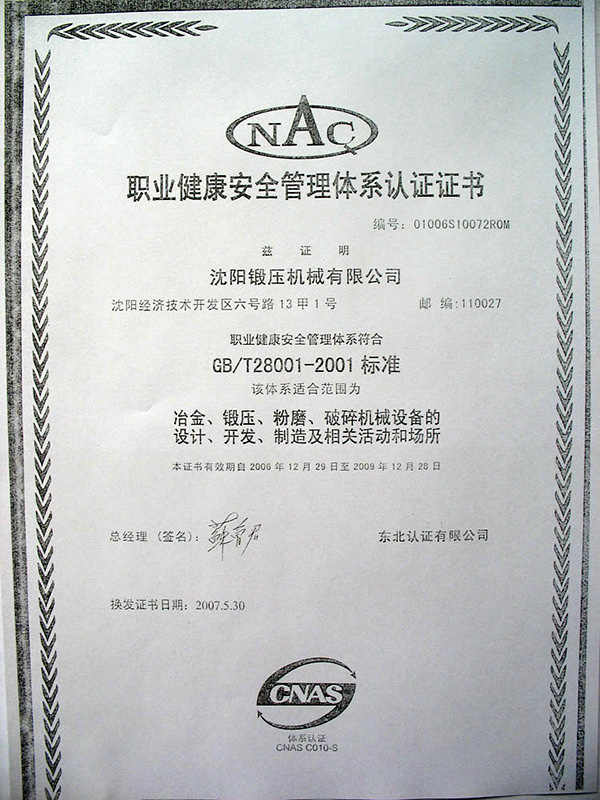 NAC
职业健康安全管理体系认证证书
编号：01006S10072ROM
兹 证 明
沈阳锻压机械有限公司
沈阳经济技术开发区六号路13甲1号 邮 编:110027
职业健康安全管理体系符合
GB/T28001-2001 标准
该体系适合范围为
冶金、锻压、粉磨、破碎机械设备的
设计、开发、制造及相关活动和场所
本证书有效期自 2006 年 12 月 29 日至 2009 年 12 月 28 日
总经理（签名）： 东北认证有限公司
换发证书日期：2007.5.30
CNAS
体系认证
CNAS C010-S